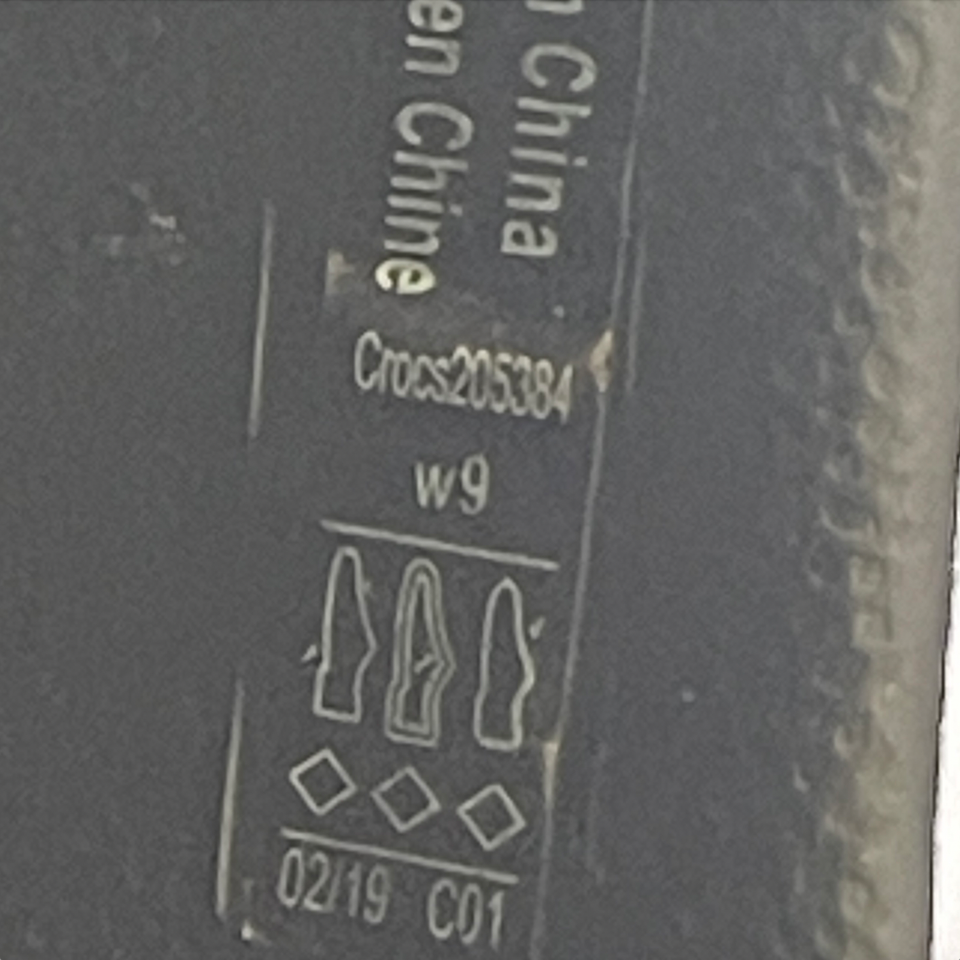 n China
en Chine
Crocs205384
w9
02/19 C01